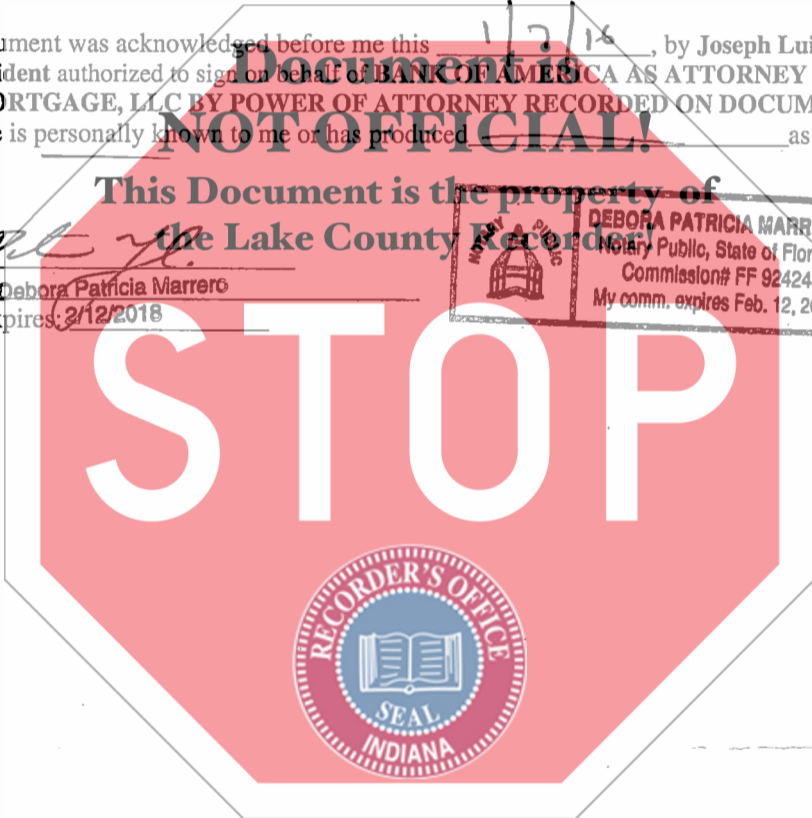 ument was acknowledged before me this 1/7/16, by Joseph Lui
ident authorized to sign on behalf of BANK OF AMERICA AS ATTORNEY
ORTGAGE, LLC BY POWER OF ATTORNEY RECORDED ON DOCUM
e is personally known to me or has produced as
Document is
NOT OFFICIAL!
This Document is the property of
the Lake County Recorder!
Debora Patricia Marrero
pires: 2/12/2018
NOTARY PUBLIC
DEBORA PATRICIA MARR
Notary Public, State of Flor
Commission# FF 92424
My comm. expires Feb. 12, 20
STOP
RECORDER'S OFFICE
SEAL
INDIANA